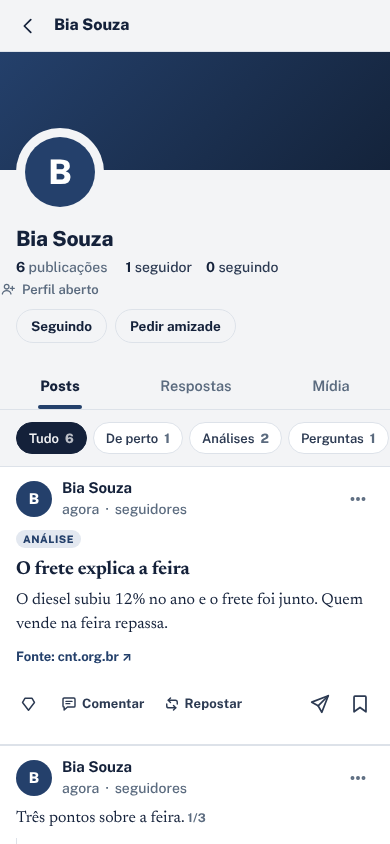 Bia Souza
B
Bia Souza
6 publicações 1 seguidor 0 seguindo
Perfil aberto
Seguindo Pedir amizade
Posts Respostas Mídia
Tudo 6 De perto 1 Análises 2 Perguntas 1
B Bia Souza
agora · seguidores
ANÁLISE
O frete explica a feira
O diesel subiu 12% no ano e o frete foi junto. Quem
vende na feira repassa.
Fonte: cnt.org.br ↗
Comentar Repostar
B Bia Souza
agora · seguidores
Três pontos sobre a feira. 1/3